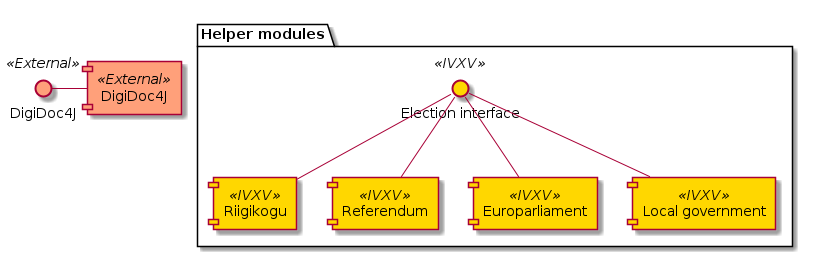 Helper modules
«External»
DigiDoc4J
«External»
DigiDoc4J
«IVXV»
Election interface
«IVXV»
Riigikogu
«IVXV»
Referendum
«IVXV»
Europarliament
«IVXV»
Local government